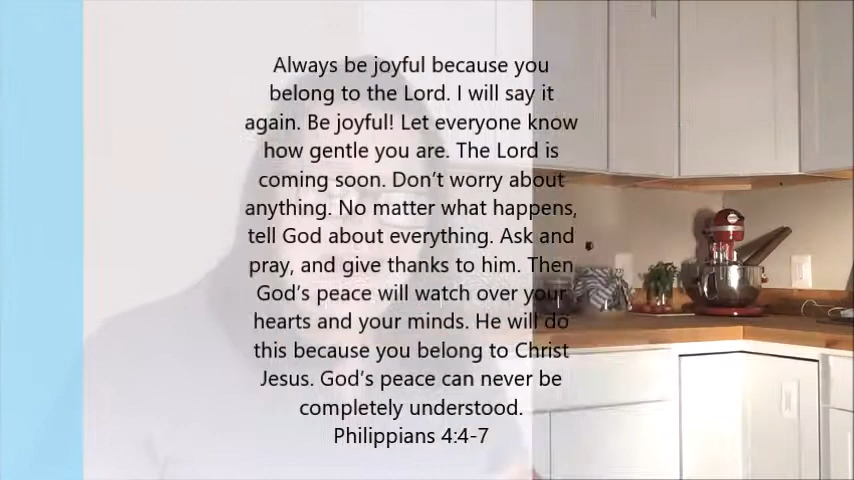 Always be joyful because you
belong to the Lord. I will say it
again. Be joyful! Let everyone know
how gentle you are. The Lord is
coming soon. Don’t worry about
anything. No matter what happens,
tell God about everything. Ask and
pray, and give thanks to him. Then
God’s peace will watch over your
hearts and your minds. He will do
this because you belong to Christ
Jesus. God’s peace can never be
completely understood.
Philippians 4:4-7